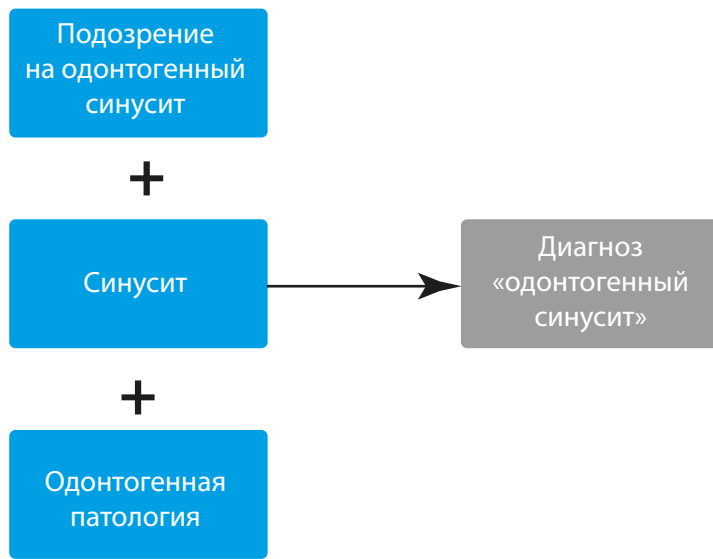 Подозрение
на одонтогенный
синусит
+
Синусит
+
Одонтогенная
патология
Диагноз
«одонтогенный
синусит»